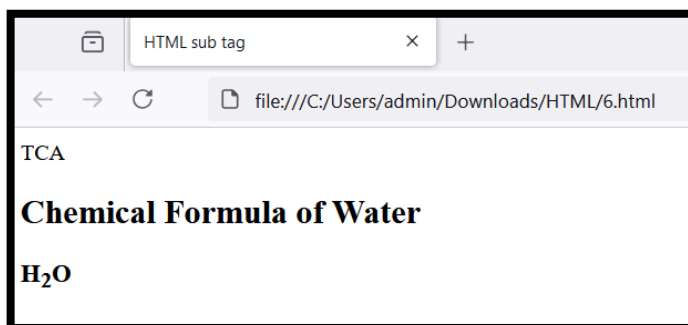 HTML sub tag
file:///C:/Users/admin/Downloads/HTML/6.html
TCA
Chemical Formula of Water
H₂O